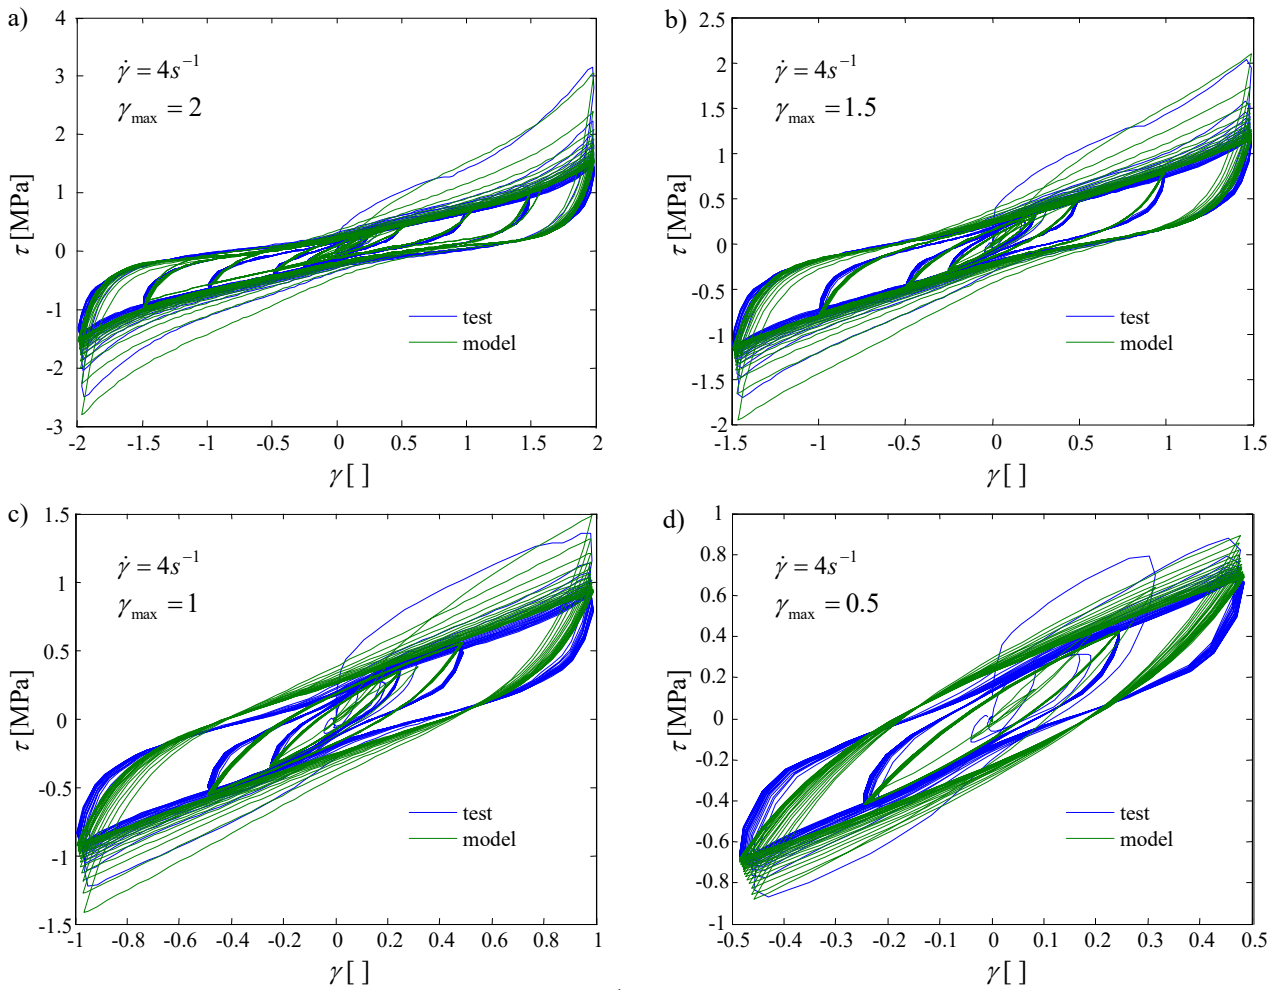 a)
γ̇ = 4s⁻¹
γmax = 2
τ [MPa]
4
3
2
1
0
-1
-2
-3
-2
-1.5
-1
-0.5
0
0.5
1
1.5
2
γ [ ]
test
model
b)
γ̇ = 4s⁻¹
γmax = 1.5
τ [MPa]
2.5
2
1.5
1
0.5
0
-0.5
-1
-1.5
-2
-1.5
-1
-0.5
0
0.5
1
1.5
γ [ ]
test
model
c)
γ̇ = 4s⁻¹
γmax = 1
τ [MPa]
1.5
1
0.5
0
-0.5
-1
-1.5
-1
-0.8
-0.6
-0.4
-0.2
0
0.2
0.4
0.6
0.8
1
γ [ ]
test
model
d)
γ̇ = 4s⁻¹
γmax = 0.5
τ [MPa]
1
0.8
0.6
0.4
0.2
0
-0.2
-0.4
-0.6
-0.8
-1
-0.5
-0.4
-0.3
-0.2
-0.1
0
0.1
0.2
0.3
0.4
0.5
γ [ ]
test
model